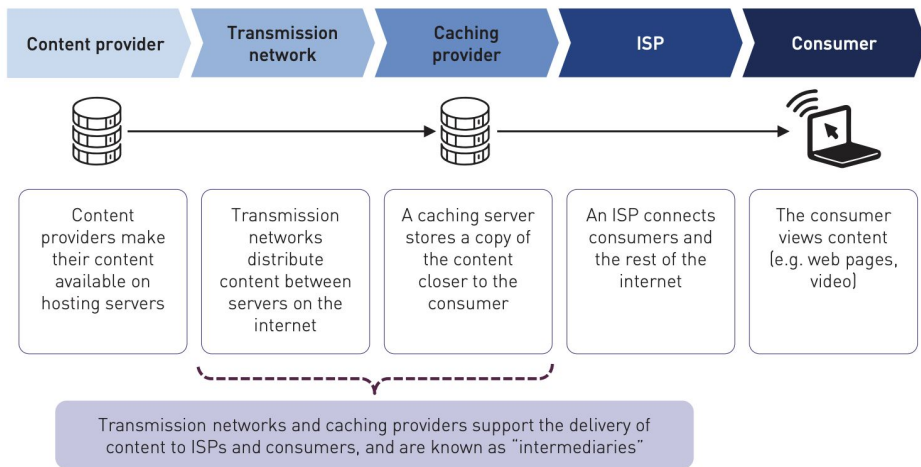 Content provider
Transmission
network
Caching
provider
ISP
Consumer
Content
providers make
their content
available on
hosting servers
Transmission
networks
distribute
content between
servers on the
internet
A caching server
stores a copy of
the content
closer to the
consumer
An ISP connects
consumers and
the rest of the
internet
The consumer
views content
(e.g. web pages,
video)
Transmission networks and caching providers support the delivery of
content to ISPs and consumers, and are known as “intermediaries”